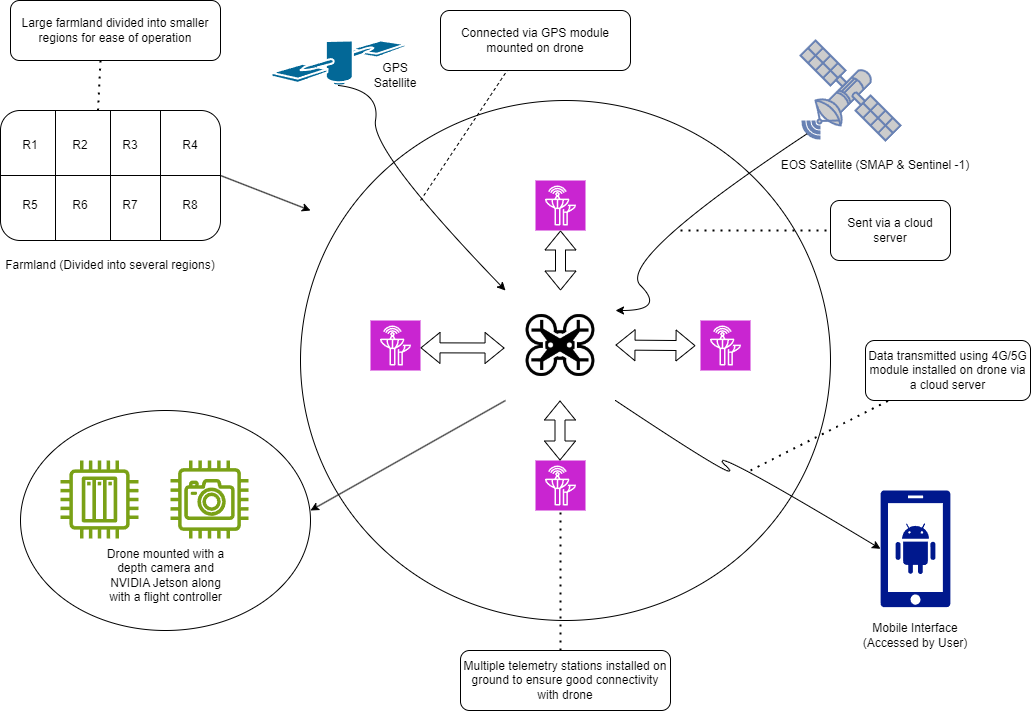 Large farmland divided into smaller
regions for ease of operation
GPS
Satellite
Connected via GPS module
mounted on drone
EOS Satellite (SMAP & Sentinel -1)
R1
R2
R3
R4
R5
R6
R7
R8
Farmland (Divided into several regions)
Sent via a cloud
server
Data transmitted using 4G/5G
module installed on drone via
a cloud server
Drone mounted with a
depth camera and
NVIDIA Jetson along
with a flight controller
Mobile Interface
(Accessed by User)
Multiple telemetry stations installed on
ground to ensure good connectivity
with drone